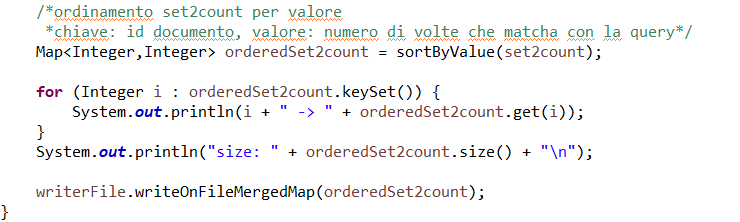 /*ordinamento set2count per valore
*chiave: id documento, valore: numero di volte che matcha con la query*/
Map<Integer,Integer> orderedSet2count = sortByValue(set2count);
for (Integer i : orderedSet2count.keySet()) {
System.out.println(i + " -> " + orderedSet2count.get(i));
}
System.out.println("size: " + orderedSet2count.size() + "\n");
writerFile.writeOnFileMergedMap(orderedSet2count);
}